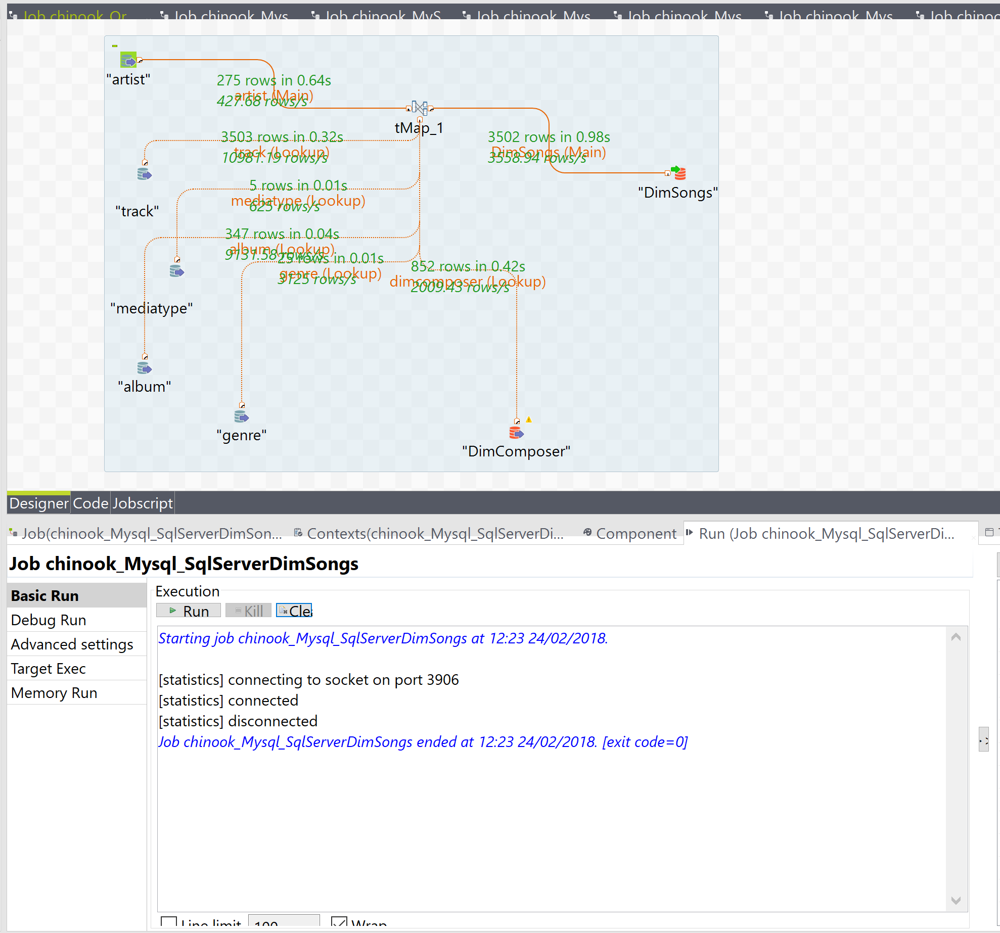 Job chinook_Or
Job chinook_Mys
Job chinook_MyS
Job chinook_Mys
Job chinook_Mys
Job chinook_Mys
Job chinoo
"artist"
275 rows in 0.64s
artist (Main)
427.68 rows/s
tMap_1
3503 rows in 0.32s
track (Lookup)
10981.19 rows/s
3502 rows in 0.98s
DimSongs (Main)
3558.94 rows/s
"DimSongs"
"track"
5 rows in 0.01s
mediatype (Lookup)
625 rows/s
347 rows in 0.04s
album (Lookup)
9131.58 rows/s
25 rows in 0.01s
genre (Lookup)
3125 rows/s
852 rows in 0.42s
dimcomposer (Lookup)
2009.43 rows/s
"mediatype"
"album"
"genre"
"DimComposer"
Designer Code Jobscript
Job(chinook_Mysql_SqlServerDimSon... Contexts(chinook_Mysql_SqlServerDi... Component Run (Job chinook_Mysql_SqlServerDi...
Job chinook_Mysql_SqlServerDimSongs
Basic Run
Debug Run
Advanced settings
Target Exec
Memory Run
Execution
Run Kill Clea
Starting job chinook_Mysql_SqlServerDimSongs at 12:23 24/02/2018.
[statistics] connecting to socket on port 3906
[statistics] connected
[statistics] disconnected
Job chinook_Mysql_SqlServerDimSongs ended at 12:23 24/02/2018. [exit code=0]
Line limit 100 Wrap